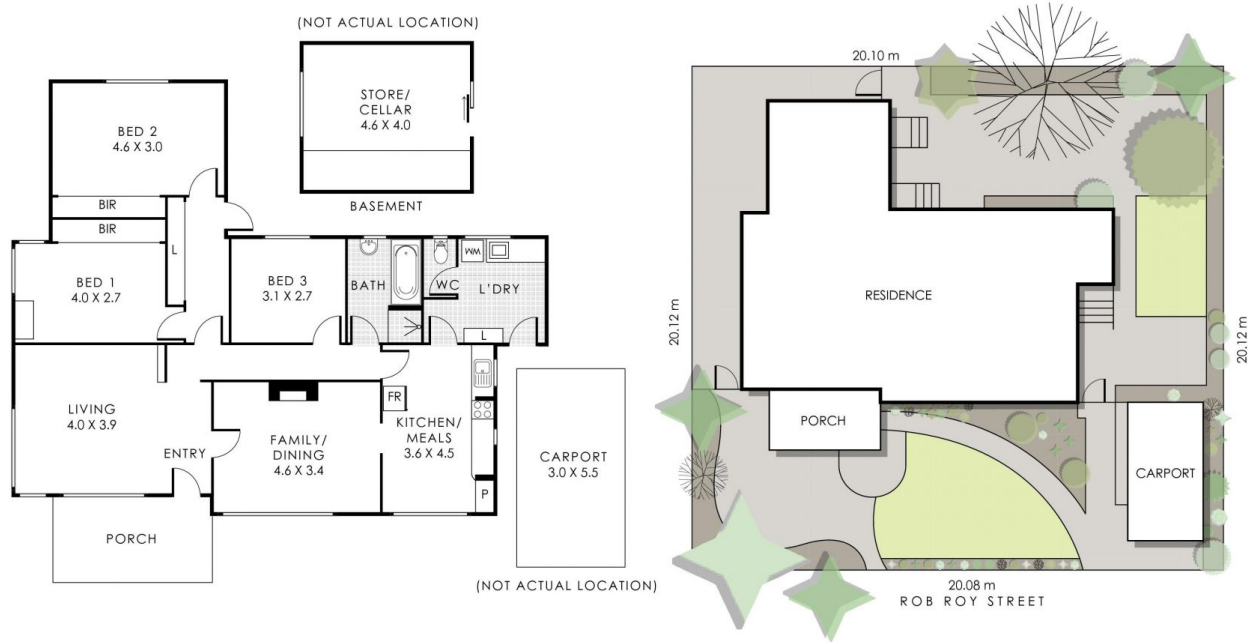 (NOT ACTUAL LOCATION)
STORE/
CELLAR
4.6 X 4.0
BASEMENT
BED 2
4.6 X 3.0
BIR
BIR
L
BED 1
4.0 X 2.7
BED 3
3.1 X 2.7
BATH
WC
WM
L'DRY
L
LIVING
4.0 X 3.9
ENTRY
FAMILY/
DINING
4.6 X 3.4
FR
KITCHEN/
MEALS
3.6 X 4.5
P
CARPORT
3.0 X 5.5
PORCH
(NOT ACTUAL LOCATION)
20.10 m
20.12 m
RESIDENCE
20.12 m
PORCH
CARPORT
20.08 m
ROB ROY STREET